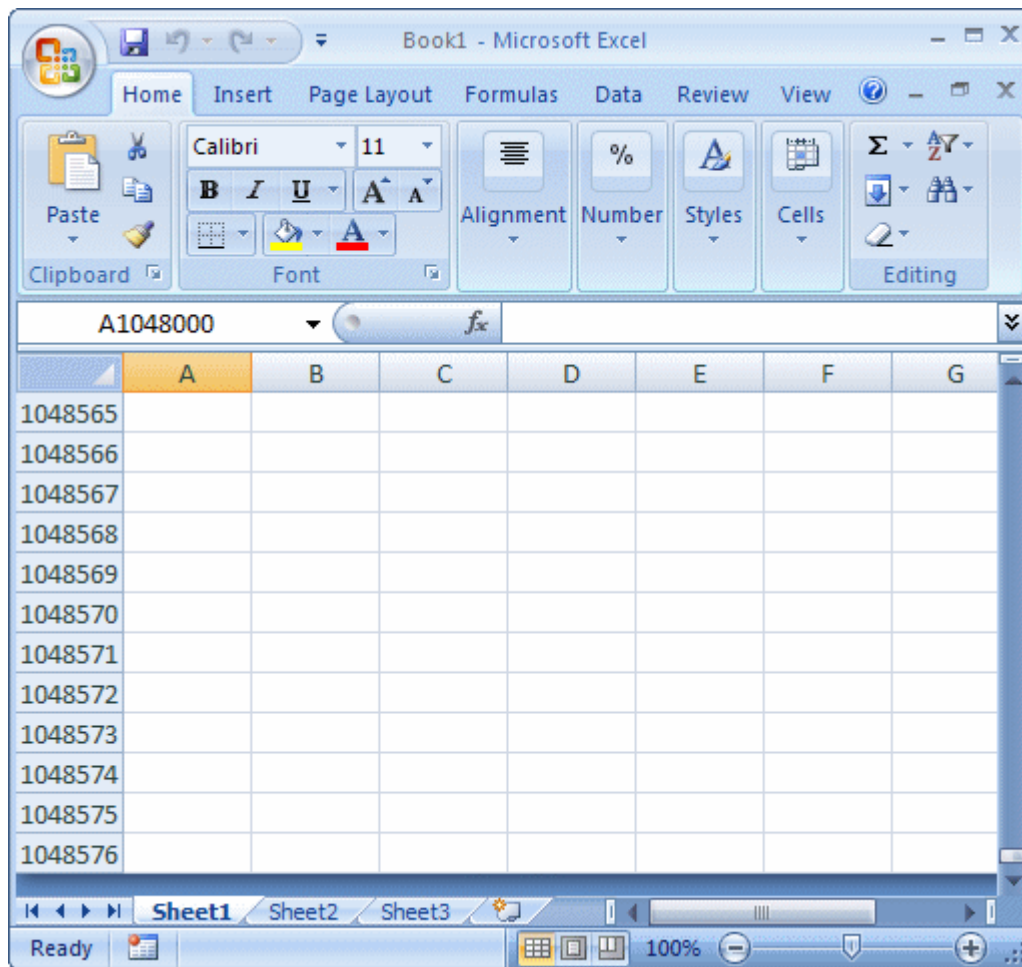 Book1 - Microsoft Excel
Home Insert Page Layout Formulas Data Review View
Calibri 11
% A
B I U A A
Paste Alignment Number Styles Cells
A
Clipboard Font Editing
A1048000 fx
A B C D E F G
1048565
1048566
1048567
1048568
1048569
1048570
1048571
1048572
1048573
1048574
1048575
1048576
Sheet1 Sheet2 Sheet3
Ready 100%